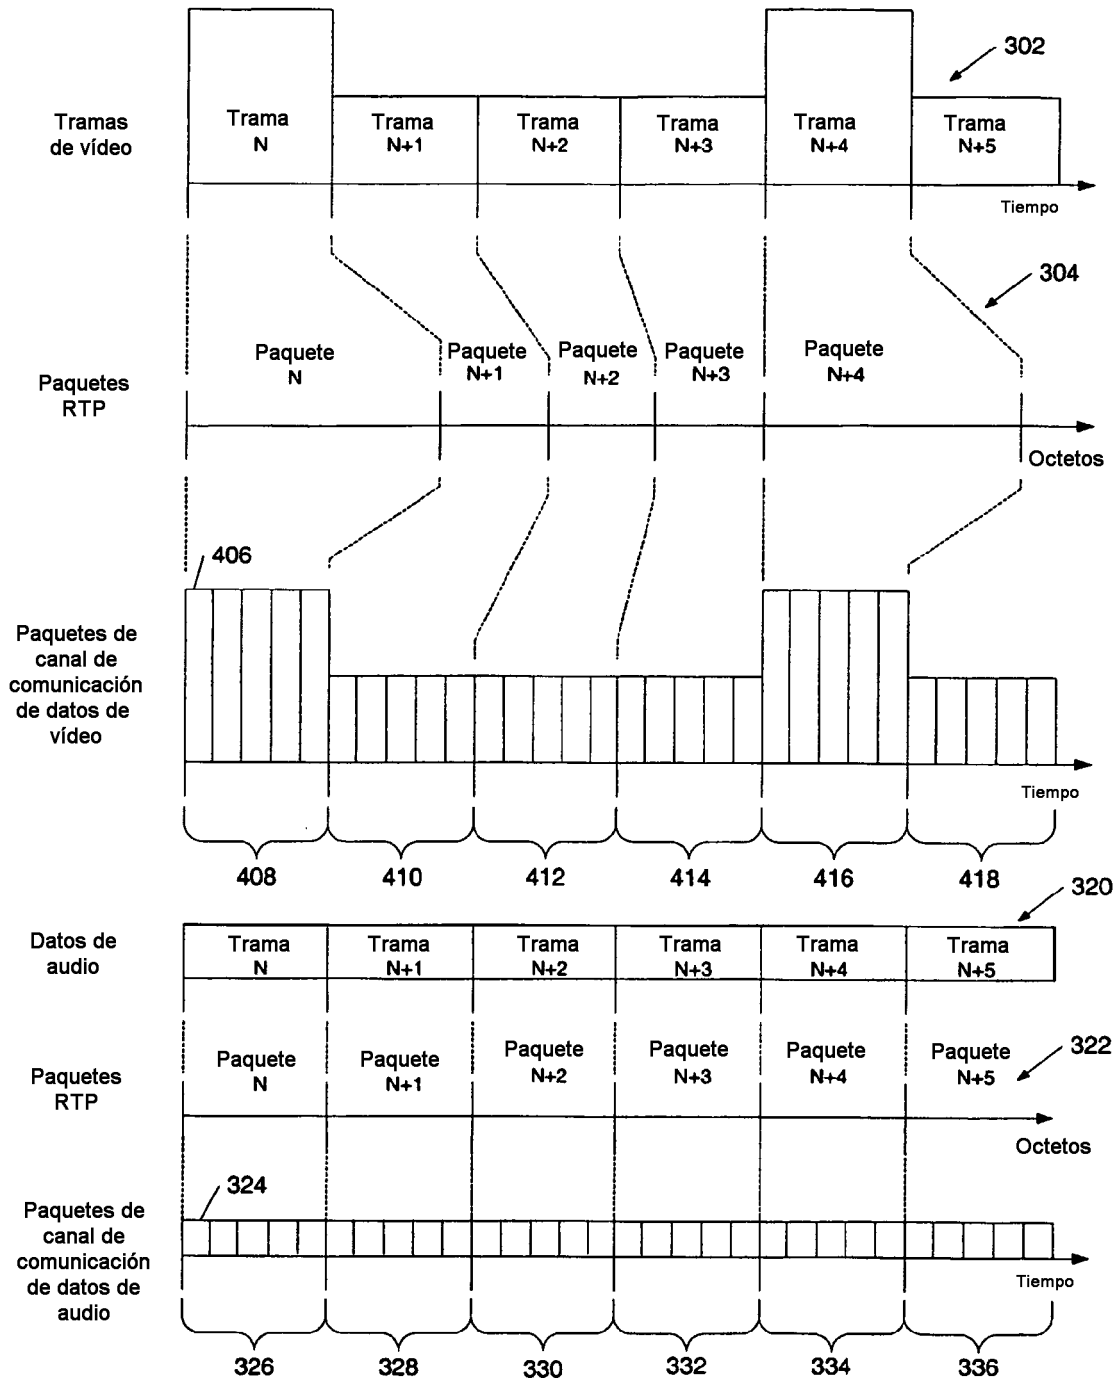 302
Tramas
de vídeo
Trama
N
Trama
N+1
Trama
N+2
Trama
N+3
Trama
N+4
Trama
N+5
Tiempo
304
Paquetes
RTP
Paquete
N
Paquete
N+1
Paquete
N+2
Paquete
N+3
Paquete
N+4
Octetos
406
Paquetes de
canal de
comunicación
de datos de
vídeo
Tiempo
408
410
412
414
416
418
320
Datos de
audio
Trama
N
Trama
N+1
Trama
N+2
Trama
N+3
Trama
N+4
Trama
N+5
322
Paquetes
RTP
Paquete
N
Paquete
N+1
Paquete
N+2
Paquete
N+3
Paquete
N+4
Paquete
N+5
Octetos
324
Paquetes de
canal de
comunicación
de datos de
audio
Tiempo
326
328
330
332
334
336